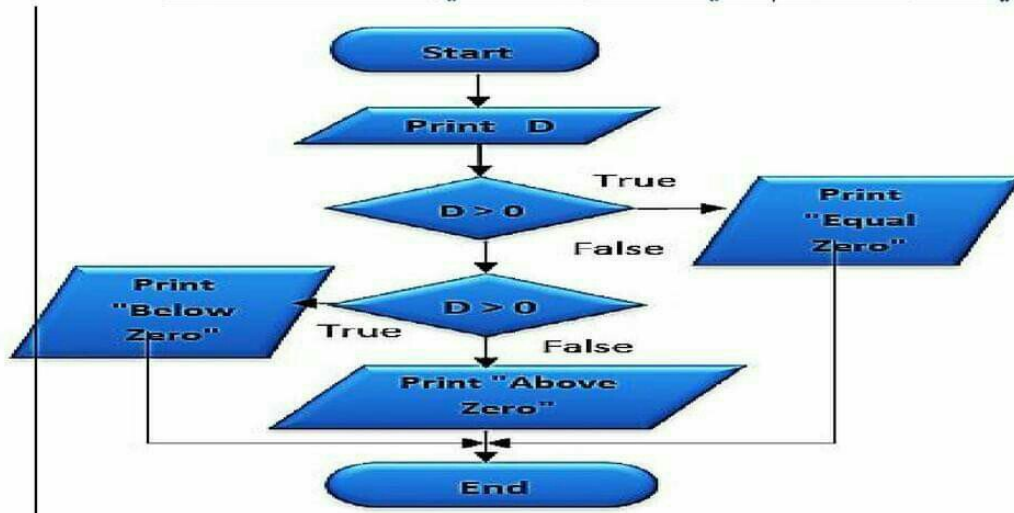 Start
Print D
D > 0
True
Print
"Equal
Zero"
False
D > 0
True
Print
"Below
Zero"
False
Print "Above
Zero"
End